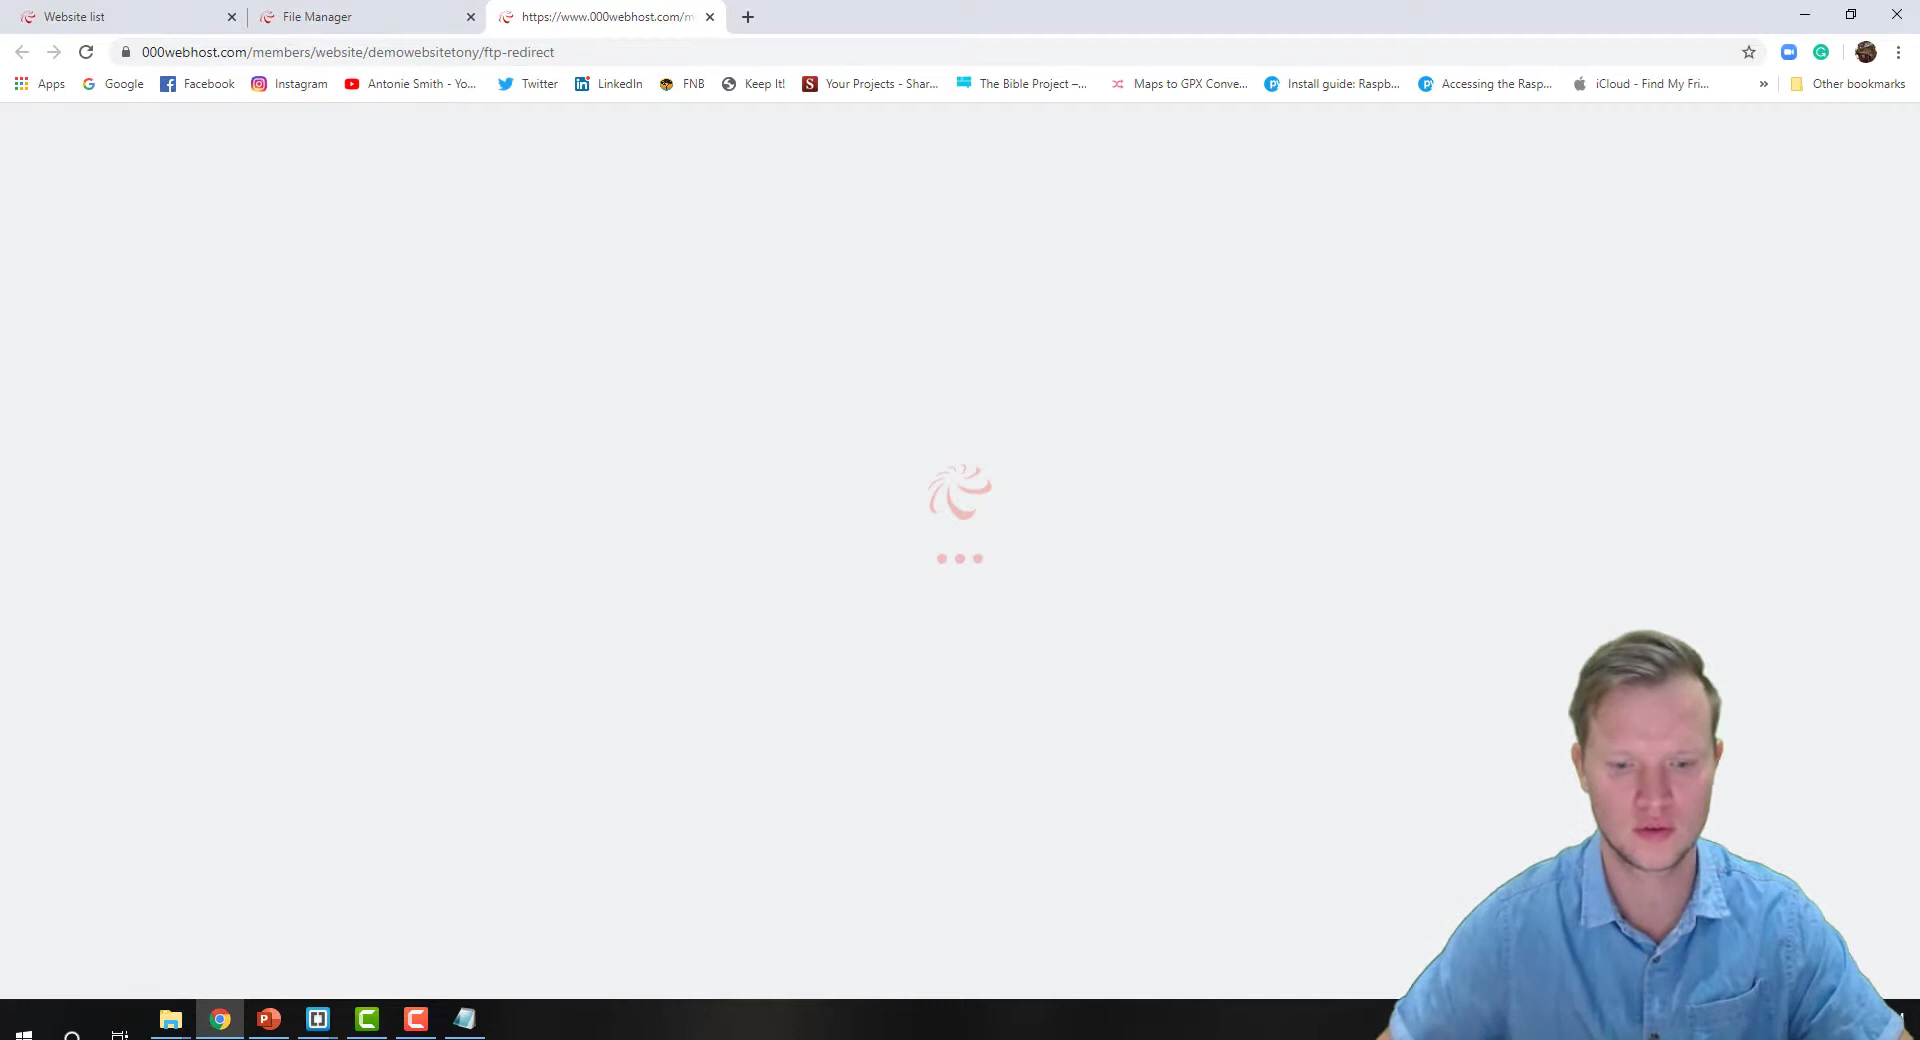 Website list
File Manager
https://www.000webhost.com/m
000webhost.com/members/website/demowebsitetony/ftp-redirect
Apps Google Facebook Instagram Antonie Smith - Yo... Twitter LinkedIn FNB Keep It! Your Projects - Shar... The Bible Project –... Maps to GPX Conve... Install guide: Raspb... Accessing the Rasp... iCloud - Find My Fri... » Other bookmarks